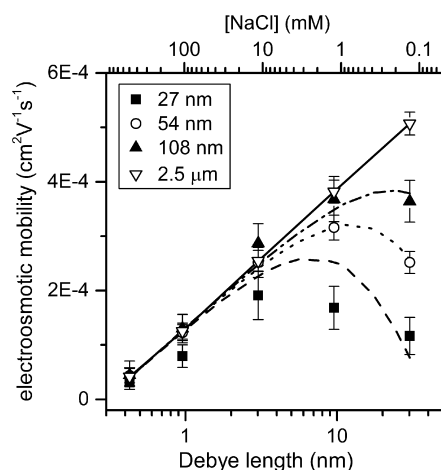 [NaCl] (mM)
100 10 1 0.1
6E-4
4E-4
2E-4
0
electroosmotic mobility (cm²V⁻¹s⁻¹)
27 nm
54 nm
108 nm
2.5 μm
1 10
Debye length (nm)